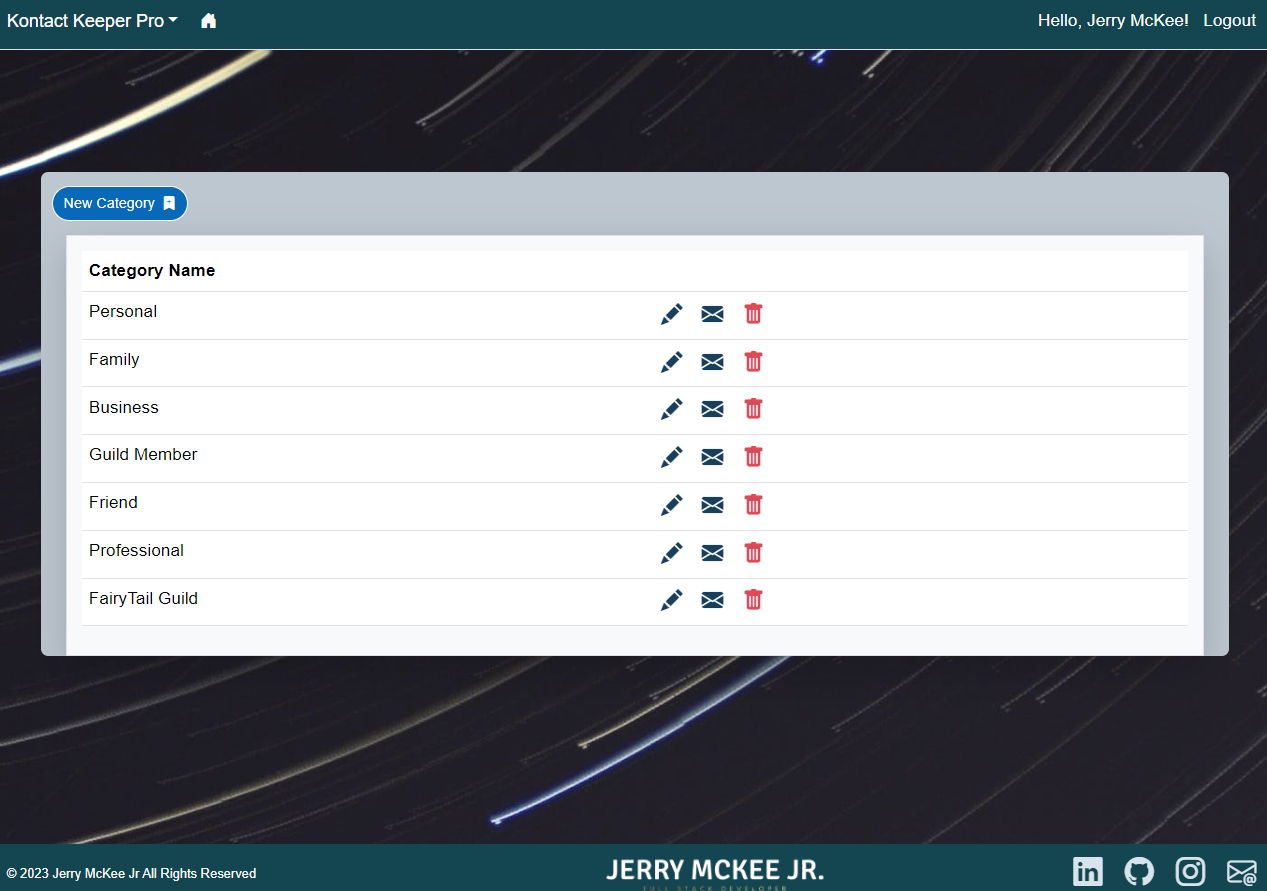 Kontact Keeper Pro
Hello, Jerry McKee! Logout
New Category
Category Name
Personal
Family
Business
Guild Member
Friend
Professional
FairyTail Guild
© 2023 Jerry McKee Jr All Rights Reserved
JERRY MCKEE JR.
FULL STACK DEVELOPER
in